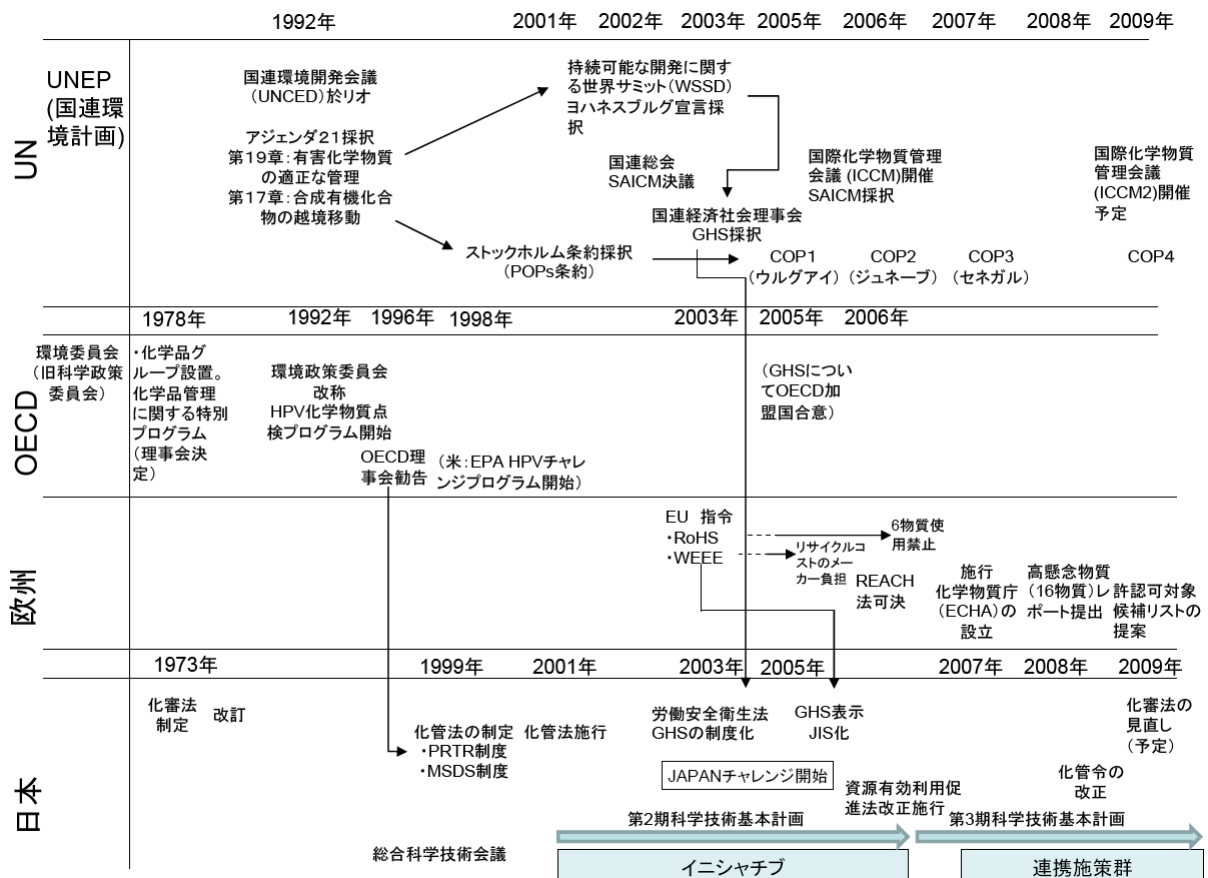 1992年
2001年
2002年
2003年
2005年
2006年
2007年
2008年
2009年
UN
UNEP
(国連環
境計画)
国連環境開発会議
(UNCED)於リオ
アジェンダ21採択
第19章:有害化学物質
の適正な管理
第17章:合成有機化合
物の越境移動
持続可能な開発に関す
る世界サミット(WSSD)
ヨハネスブルグ宣言採
択
国連総会
SAICM決議
国連経済社会理事会
GHS採択
国際化学物質管理
会議 (ICCM)開催
SAICM採択
国際化学物質
管理会議
(ICCM2)開催
予定
ストックホルム条約採択
(POPs条約)
COP1
(ウルグアイ)
COP2
(ジュネーブ)
COP3
(セネガル)
COP4
1978年
1992年
1996年
1998年
2003年
2005年
2006年
OECD
環境委員会
(旧科学政策
委員会)
・化学品グ
ループ設置。
化学品管理
に関する特別
プログラム
(理事会決
定)
環境政策委員会
改称
HPV化学物質点
検プログラム開始
OECD理
事会勧告
(米:EPA HPVチャレ
ンジプログラム開始)
(GHSについ
てOECD加
盟国合意)
欧州
EU 指令
・RoHS
・WEEE
6物質使
用禁止
リサイクルコ
ストのメー
カー負担
REACH
法可決
施行
化学物質庁
(ECHA)の
設立
高懸念物質
(16物質)レ
ポート提出
許認可対象
候補リストの
提案
1973年
1999年
2001年
2003年
2005年
2007年
2008年
2009年
日本
化審法
制定
改訂
化管法の制定
・PRTR制度
・MSDS制度
化管法施行
労働安全衛生法
GHSの制度化
GHS表示
JIS化
化審法の
見直し
(予定)
JAPANチャレンジ開始
資源有効利用促
進法改正施行
化管令の
改正
第2期科学技術基本計画
第3期科学技術基本計画
総合科学技術会議
イニシャチブ
連携施策群